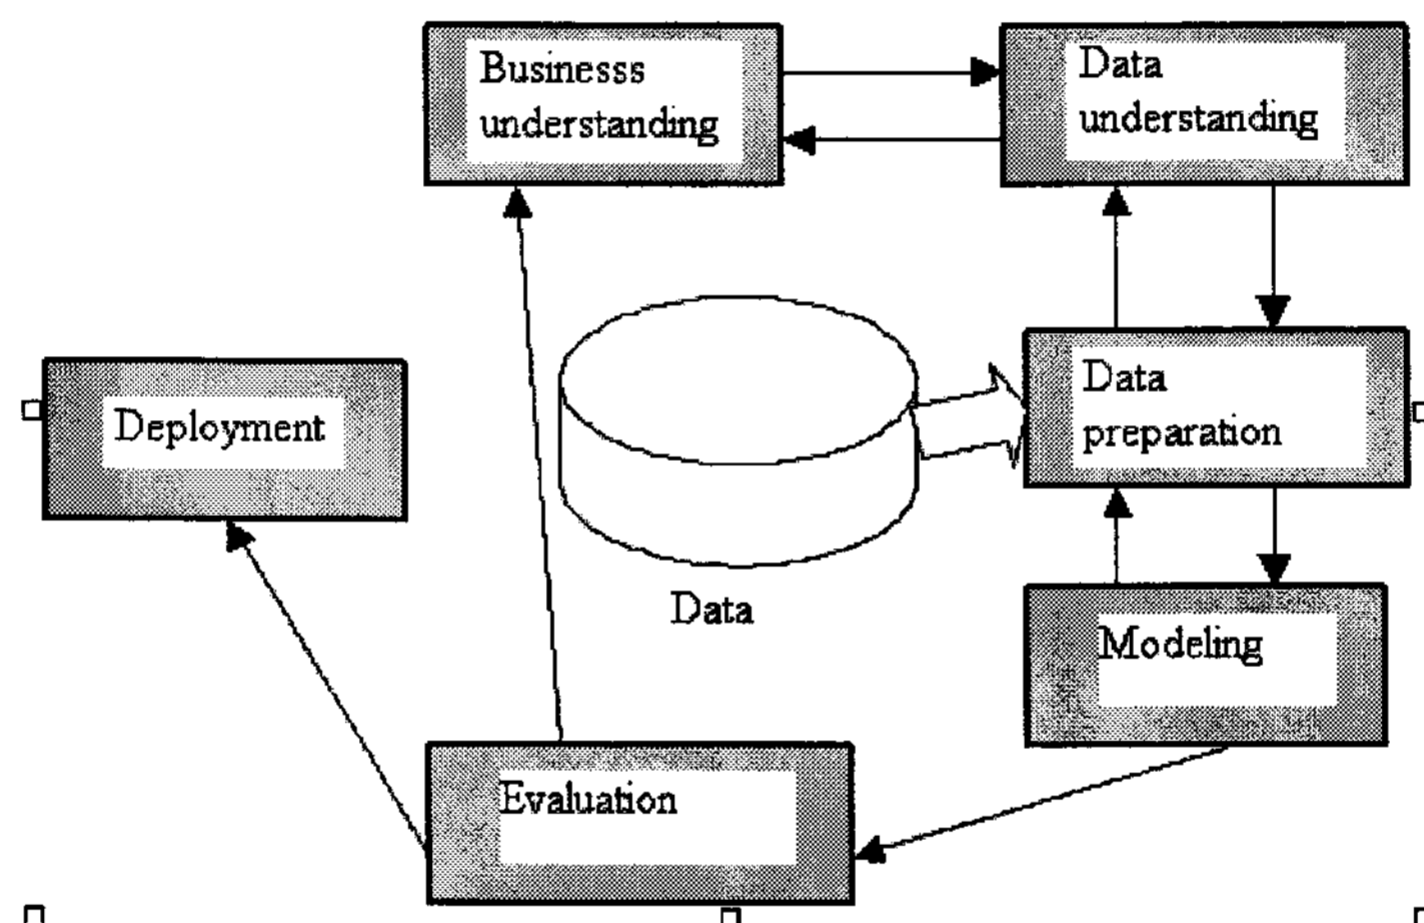 Businesss
understanding
Data
understanding
Data
preparation
Deployment
Data
Modeling
Evaluation